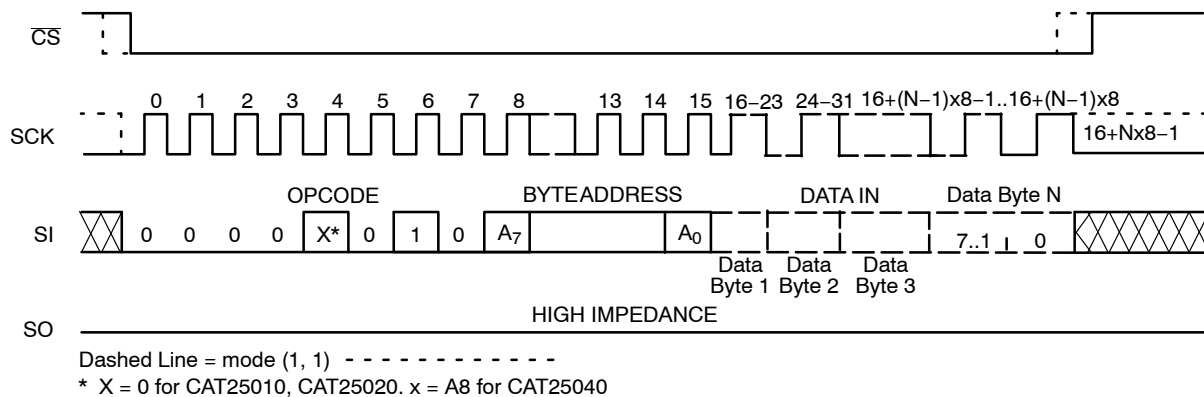 CS
0 1 2 3 4 5 6 7 8 13 14 15 16−23 24−31 16+(N−1)x8−1..16+(N−1)x8
SCK
16+Nx8−1
OPCODE BYTEADDRESS DATA IN Data Byte N
SI 0 0 0 0 X* 0 1 0 A7 A0 7..1 0
Data Byte 1
Data Byte 2
Data Byte 3
HIGH IMPEDANCE
SO
Dashed Line = mode (1, 1)
* X = 0 for CAT25010, CAT25020. x = A8 for CAT25040